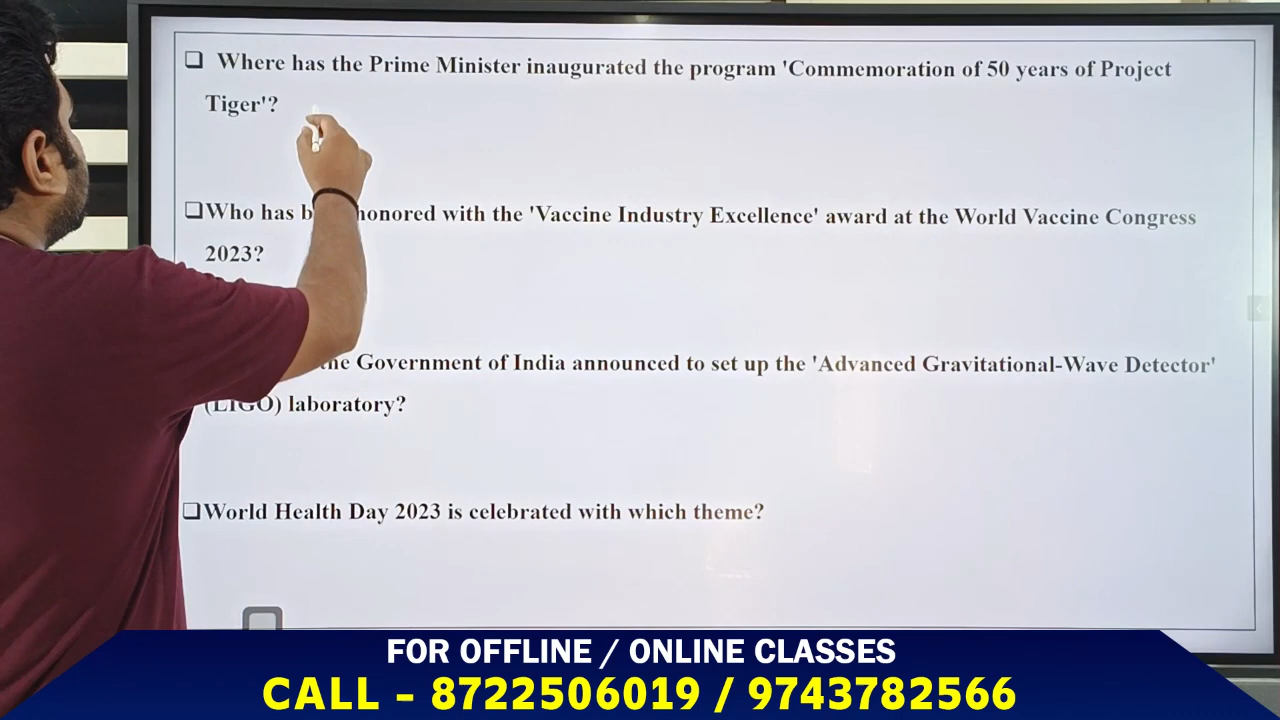 ❑ Where has the Prime Minister inaugurated the program 'Commemoration of 50 years of Project
Tiger'?
❑Who has honored with the 'Vaccine Industry Excellence' award at the World Vaccine Congress
2023?
Government of India announced to set up the 'Advanced Gravitational-Wave Detector'
(LIGO) laboratory?
❑World Health Day 2023 is celebrated with which theme?
FOR OFFLINE / ONLINE CLASSES
CALL - 8722506019 / 9743782566